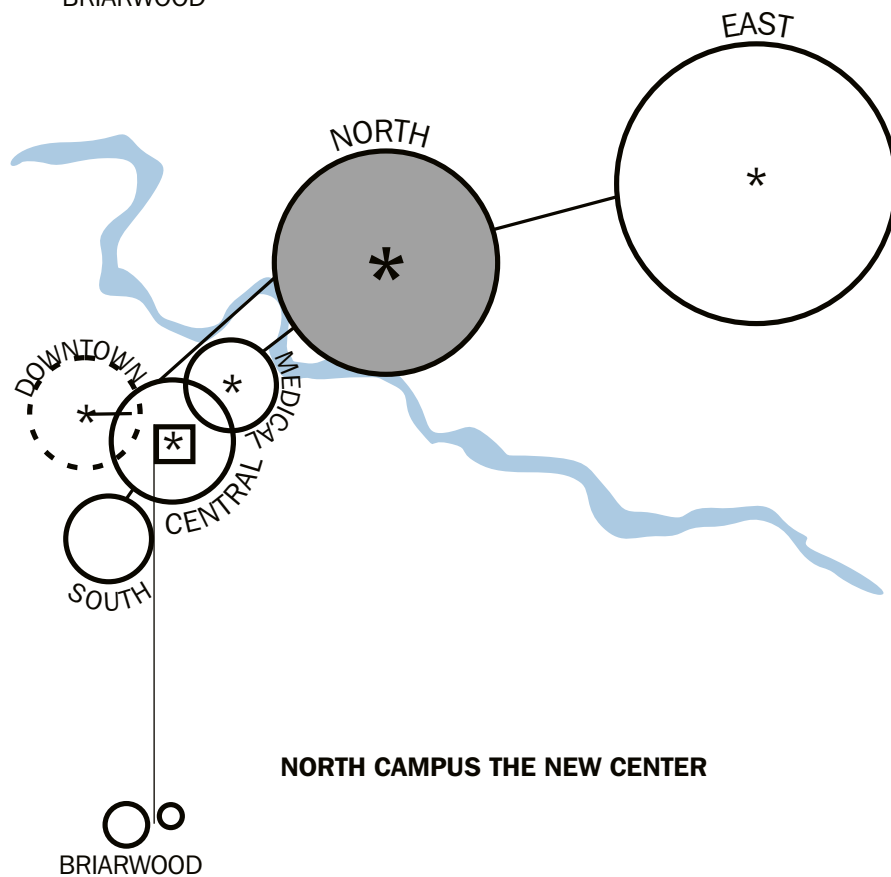 BRIARWOOD
EAST
NORTH
DOWNTOWN
MEDICAL
CENTRAL
SOUTH
NORTH CAMPUS THE NEW CENTER
BRIARWOOD